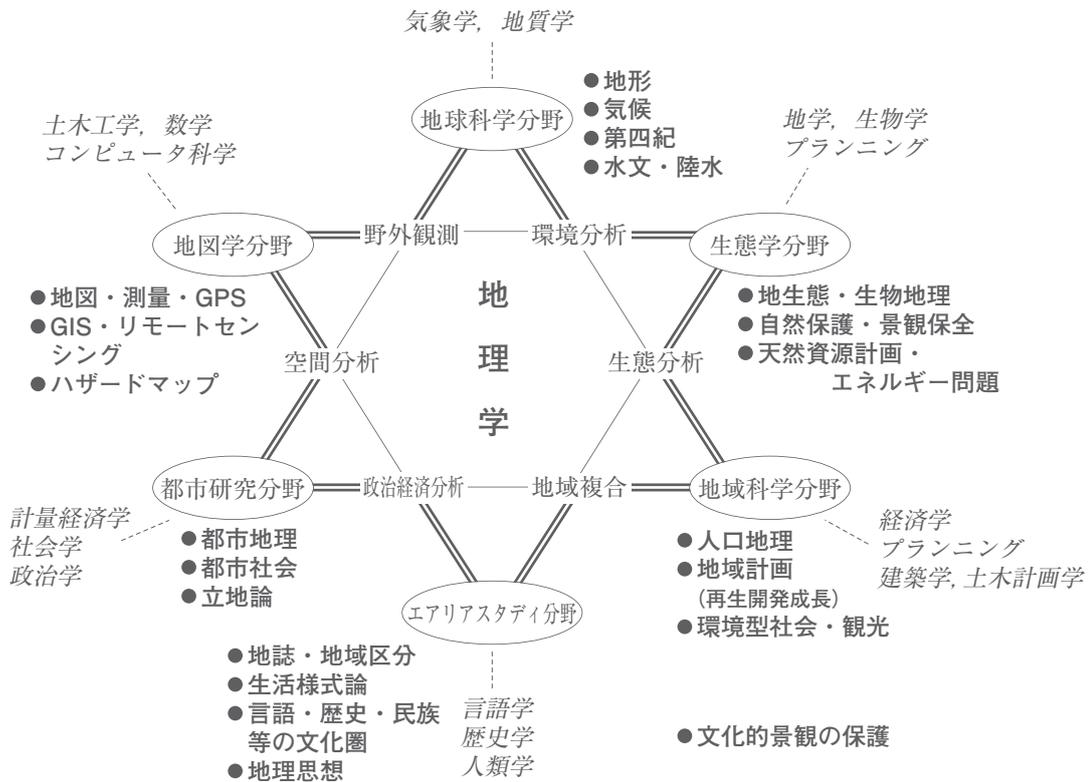 気象学，地質学
地球科学分野
●地形
●気候
●第四紀
●水文・陸水
土木工学，数学
コンピュータ科学
地学，生物学
プランニング
地図学分野
野外観測
環境分析
生態学分野
●地図・測量・GPS
●GIS・リモートセン
シング
●ハザードマップ
地
理
学
●地生態・生物地理
●自然保護・景観保全
●天然資源計画・
エネルギー問題
空間分析
生態分析
都市研究分野
政治経済分析
地域複合
地域科学分野
計量経済学
社会学
政治学
●都市地理
●都市社会
●立地論
●人口地理
●地域計画
（再生開発成長）
●環境型社会・観光
経済学
プランニング
建築学，土木計画学
エアリアスタディ分野
●地誌・地域区分
●生活様式論
●言語・歴史・民族
等の文化圏
●地理思想
言語学
歴史学
人類学
●文化的景観の保護